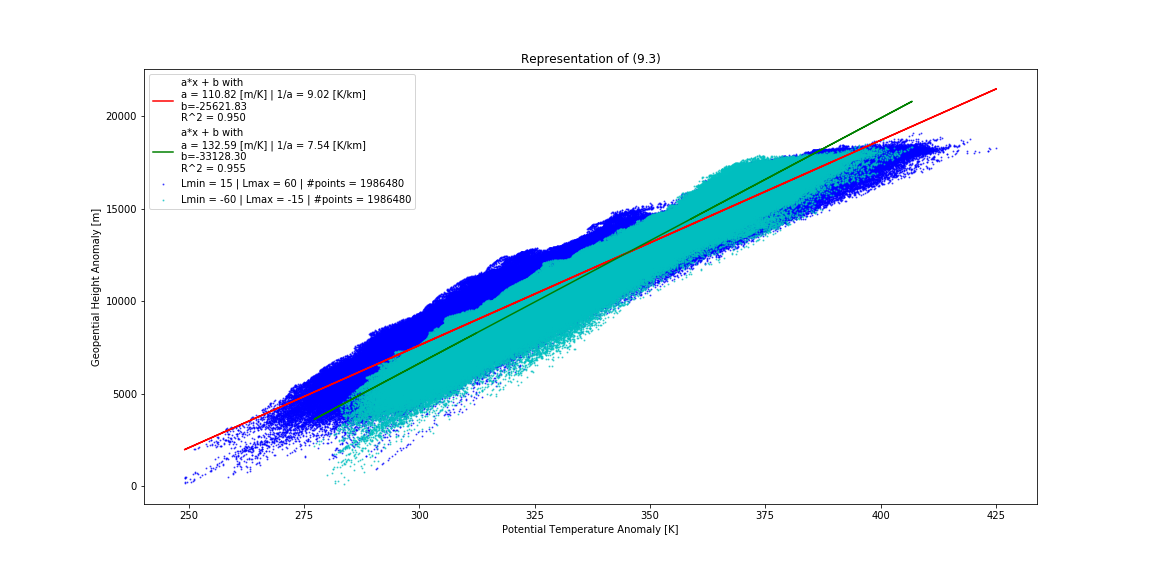 Representation of (9.3)
a*x + b with
a = 110.82 [m/K] | 1/a = 9.02 [K/km]
b=-25621.83
R^2 = 0.950
a*x + b with
a = 132.59 [m/K] | 1/a = 7.54 [K/km]
b=-33128.30
R^2 = 0.955
Lmin = 15 | Lmax = 60 | #points = 1986480
Lmin = -60 | Lmax = -15 | #points = 1986480
Geopential Height Anomaly [m]
20000
15000
10000
5000
0
250 275 300 325 350 375 400 425
Potential Temperature Anomaly [K]